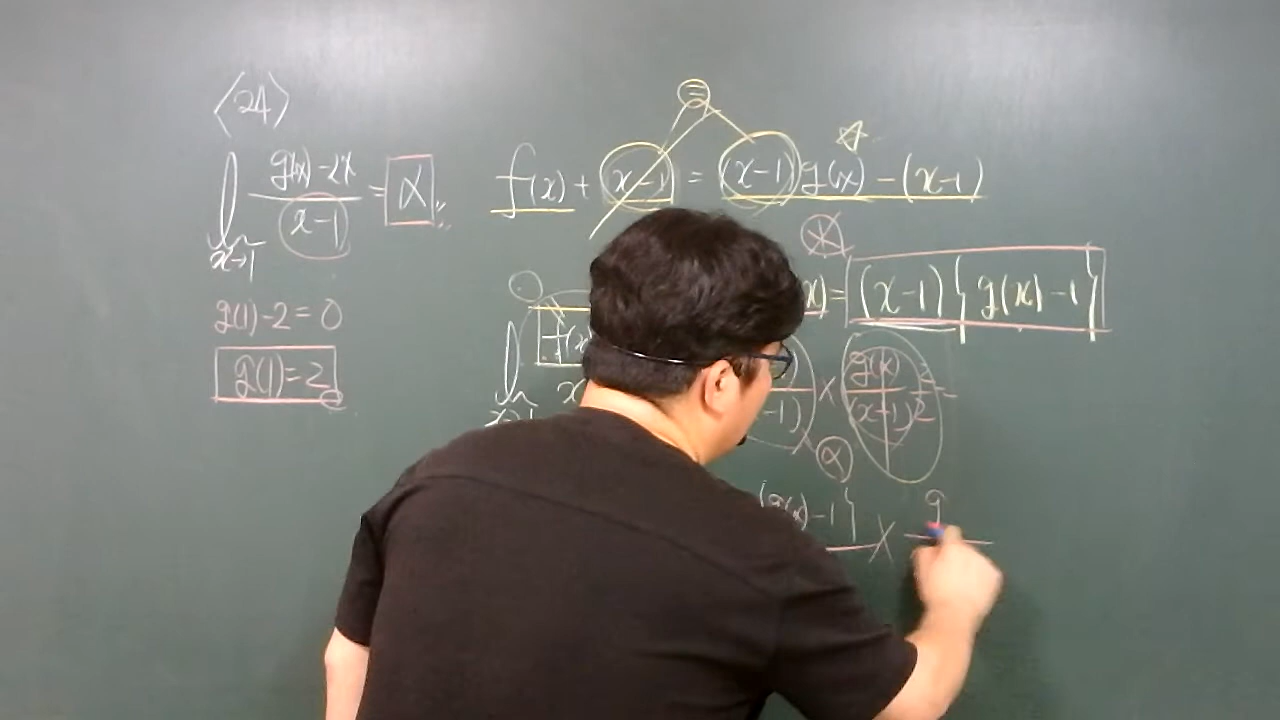 <24>
lim x→1 g(x)-2x / x-1 = α
g(1)-2=0
g(1)=2
f(x) + (x-1) = (x-1)g(x) - (x-1)
x) = (x-1){g(x)-1}
lim x→1 f(x
x
-1) × g(x) / (x+1)2 =
α
{g(x)-1} × g